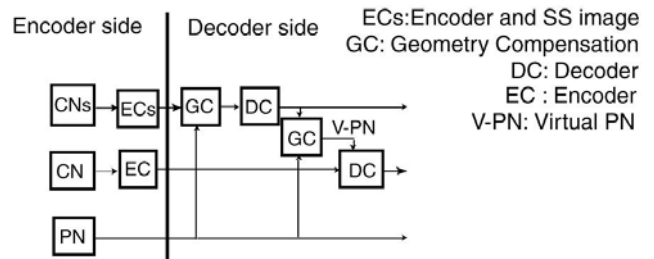 Encoder side
Decoder side
ECs:Encoder and SS image
GC: Geometry Compensation
DC: Decoder
EC : Encoder
V-PN: Virtual PN
CNs
ECs
GC
DC
GC
V-PN
CN
EC
DC
PN